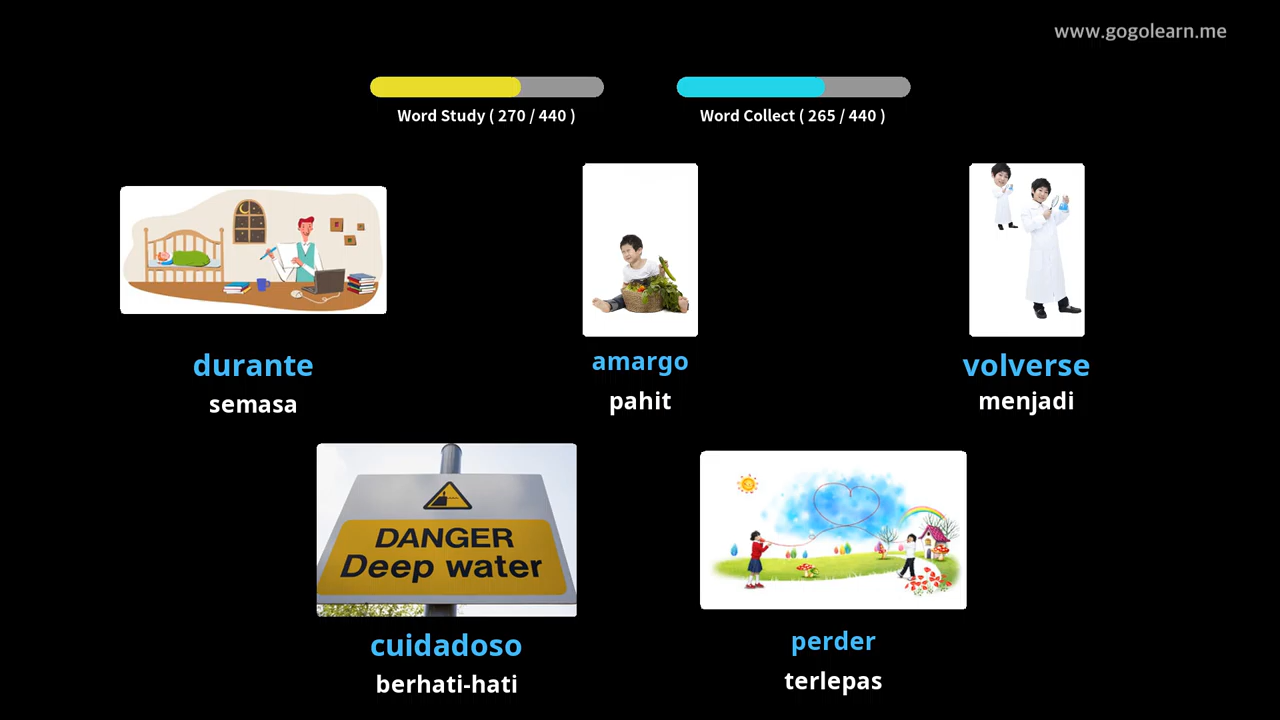 www.gogolearn.me
Word Study ( 270 / 440 )
Word Collect ( 265 / 440 )
durante
semasa
amargo
pahit
volverse
menjadi
DANGER
Deep water
cuidadoso
berhati-hati
perder
terlepas